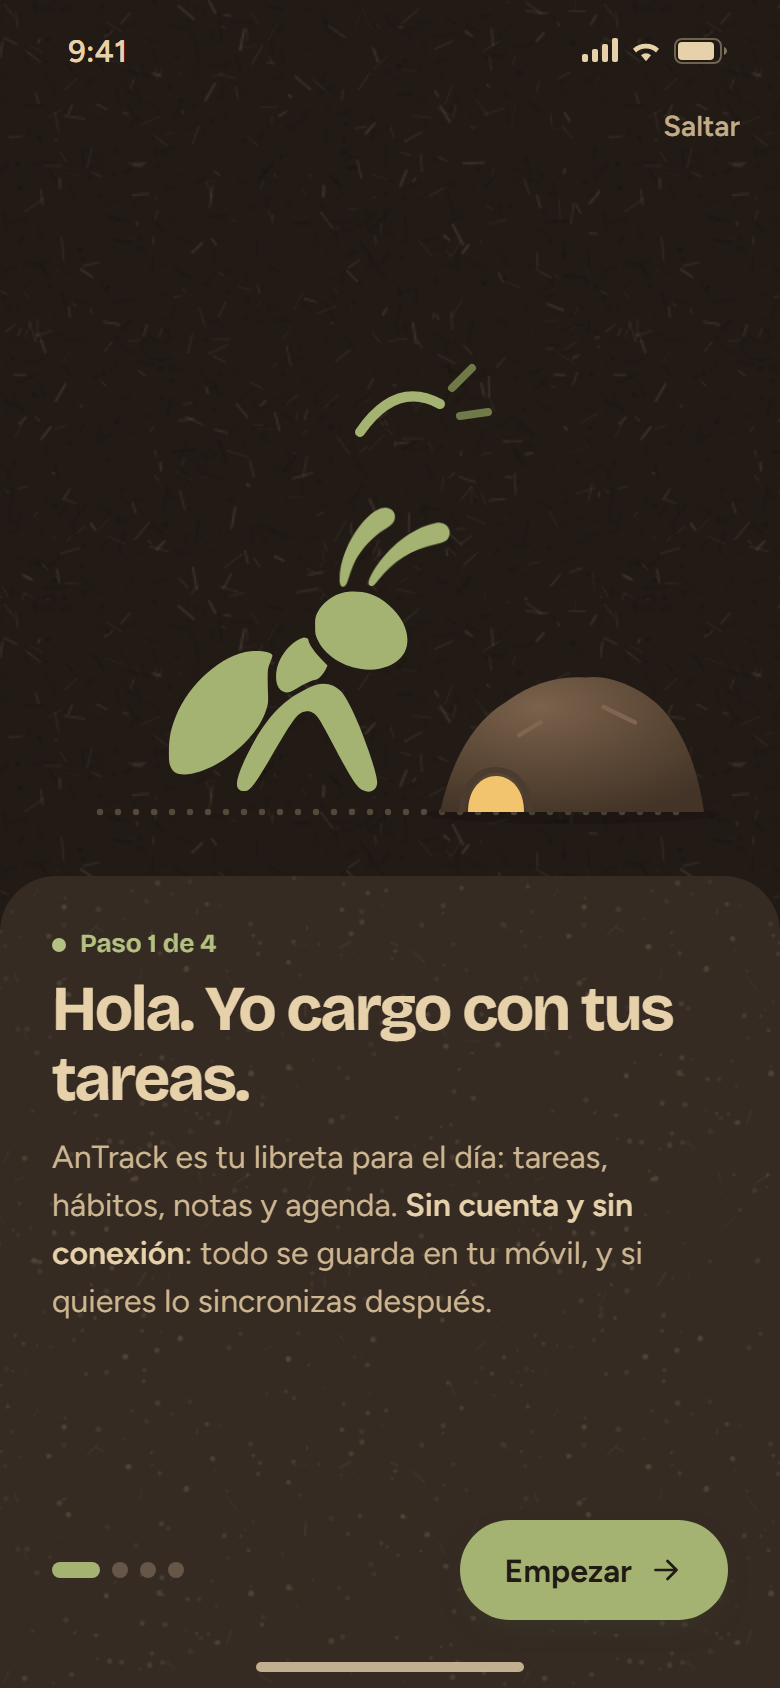 9:41
Saltar
Paso 1 de 4
Hola. Yo cargo con tus
tareas.
AnTrack es tu libreta para el día: tareas,
hábitos, notas y agenda. Sin cuenta y sin
conexión: todo se guarda en tu móvil, y si
quieres lo sincronizas después.
Empezar